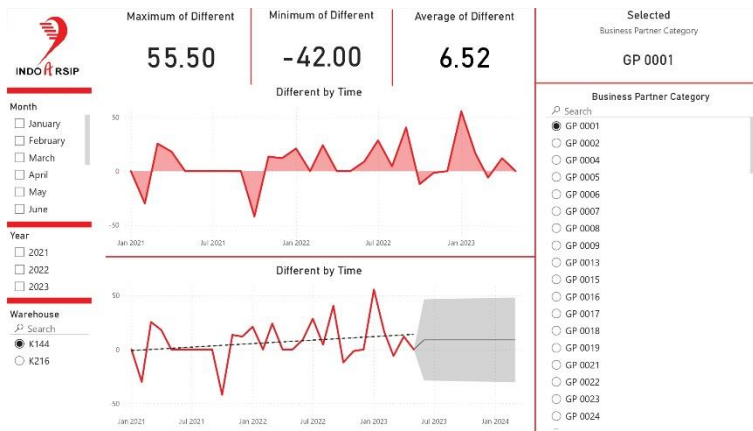 INDO ARSIP
Month
January
February
March
April
May
June
Year
2021
2022
2023
Warehouse
Search
K144
K216
Maximum of Different
55.50
Minimum of Different
-42.00
Average of Different
6.52
Different by Time
50
0
-50
Jan 2021
Jul 2021
Jan 2022
Jul 2022
Jan 2023
Different by Time
50
0
-50
Jan 2021
Jul 2021
Jan 2022
Jul 2022
Jan 2023
Jul 2023
Jan 2024
Selected
Business Partner Category
GP 0001
Business Partner Category
Search
GP 0001
GP 0002
GP 0004
GP 0005
GP 0006
GP 0007
GP 0008
GP 0009
GP 0013
GP 0015
GP 0016
GP 0017
GP 0018
GP 0019
GP 0021
GP 0022
GP 0023
GP 0024